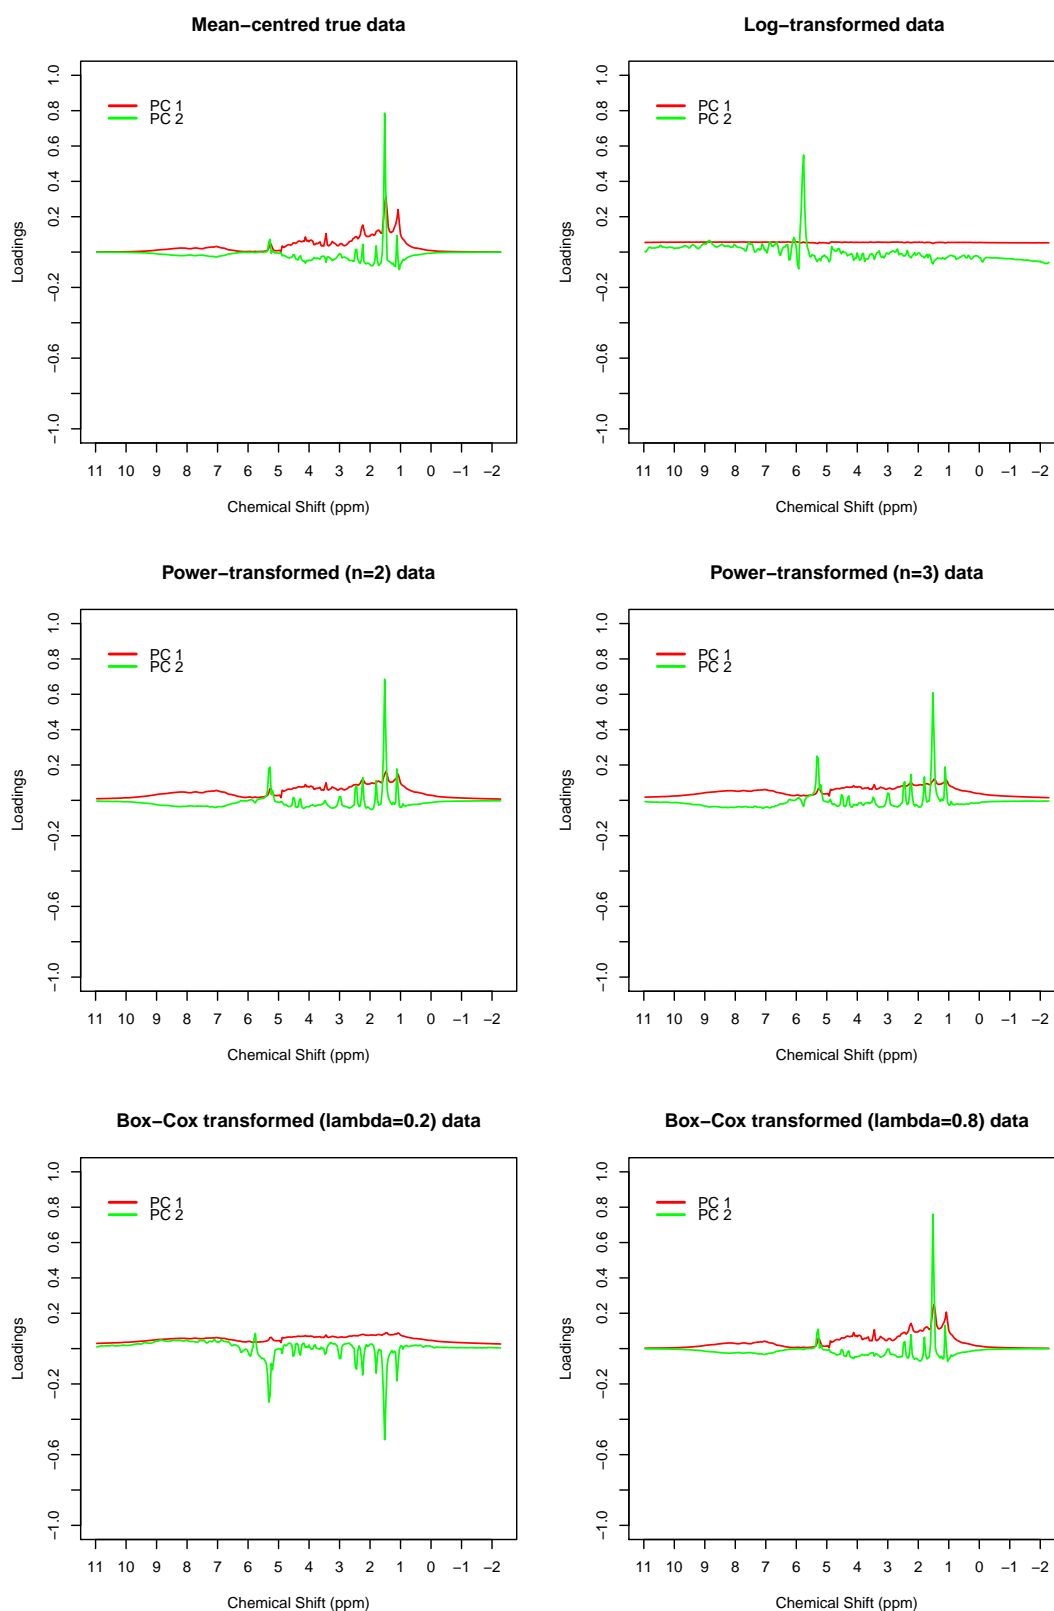 Mean−centred true data
1.0
0.8
0.6
0.4
0.2
−0.2
−0.6
−1.0
Loadings
PC 1
PC 2
11 10 9 8 7 6 5 4 3 2 1 0 −1 −2
Chemical Shift (ppm)
Log−transformed data
1.0
0.8
0.6
0.4
0.2
−0.2
−0.6
−1.0
Loadings
PC 1
PC 2
11 10 9 8 7 6 5 4 3 2 1 0 −1 −2
Chemical Shift (ppm)
Power−transformed (n=2) data
1.0
0.8
0.6
0.4
0.2
−0.2
−0.6
−1.0
Loadings
PC 1
PC 2
11 10 9 8 7 6 5 4 3 2 1 0 −1 −2
Chemical Shift (ppm)
Power−transformed (n=3) data
1.0
0.8
0.6
0.4
0.2
−0.2
−0.6
−1.0
Loadings
PC 1
PC 2
11 10 9 8 7 6 5 4 3 2 1 0 −1 −2
Chemical Shift (ppm)
Box−Cox transformed (lambda=0.2) data
1.0
0.8
0.6
0.4
0.2
−0.2
−0.6
−1.0
Loadings
PC 1
PC 2
11 10 9 8 7 6 5 4 3 2 1 0 −1 −2
Chemical Shift (ppm)
Box−Cox transformed (lambda=0.8) data
1.0
0.8
0.6
0.4
0.2
−0.2
−0.6
−1.0
Loadings
PC 1
PC 2
11 10 9 8 7 6 5 4 3 2 1 0 −1 −2
Chemical Shift (ppm)